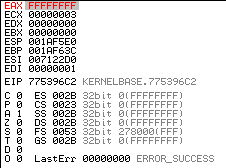 EAX FFFFFFFF
ECX 00000003
EDX 00000000
EBX 00000000
ESP 001AF5E0
EBP 001AF63C
ESI 007122D0
EDI 00000001
EIP 775396C2 KERNELBASE.775396C2
C 0 ES 002B 32bit 0(FFFFFFFF)
P 0 CS 0023 32bit 0(FFFFFFFF)
A 1 SS 002B 32bit 0(FFFFFFFF)
Z 0 DS 002B 32bit 0(FFFFFFFF)
S 0 FS 0053 32bit 278000(FFF)
T 0 GS 002B 32bit 0(FFFFFFFF)
D 0
O 0 LastErr 00000000 ERROR_SUCCESS